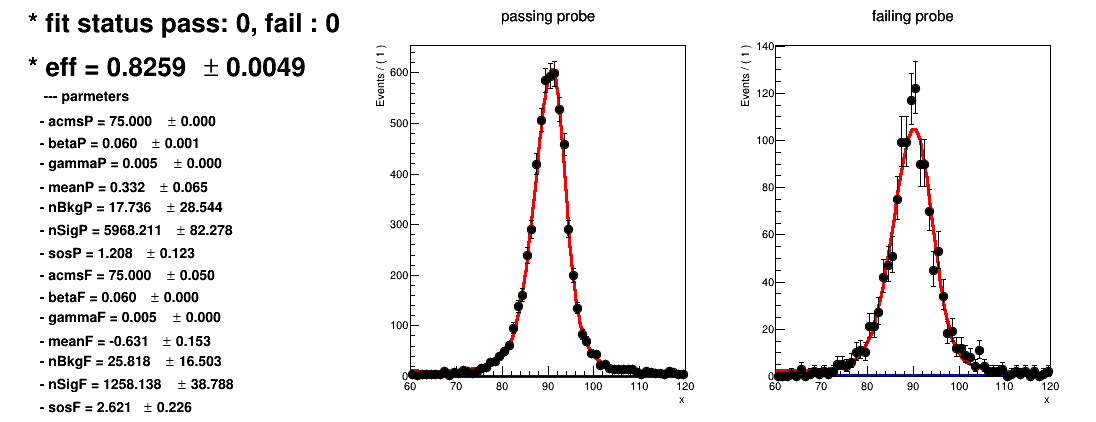 * fit status pass: 0, fail : 0
* eff = 0.8259 ± 0.0049
--- parmeters
- acmsP = 75.000 ± 0.000
- betaP = 0.060 ± 0.001
- gammaP = 0.005 ± 0.000
- meanP = 0.332 ± 0.065
- nBkgP = 17.736 ± 28.544
- nSigP = 5968.211 ± 82.278
- sosP = 1.208 ± 0.123
- acmsF = 75.000 ± 0.050
- betaF = 0.060 ± 0.000
- gammaF = 0.005 ± 0.000
- meanF = -0.631 ± 0.153
- nBkgF = 25.818 ± 16.503
- nSigF = 1258.138 ± 38.788
- sosF = 2.621 ± 0.226
passing probe
Events / ( 1 )
600
500
400
300
200
100
0
60 70 80 90 100 110 120
x
failing probe
Events / ( 1 )
140
120
100
80
60
40
20
0
60 70 80 90 100 110 120
x